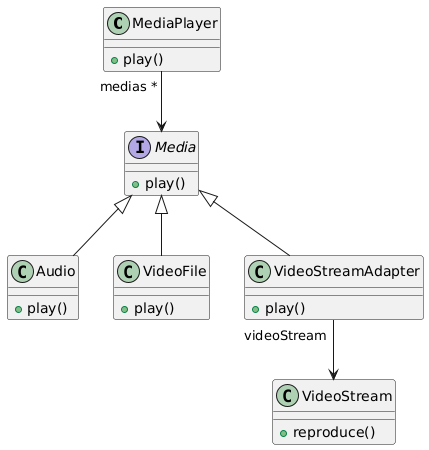 C MediaPlayer
play()
medias *
I Media
play()
C Audio
play()
C VideoFile
play()
C VideoStreamAdapter
play()
videoStream
C VideoStream
reproduce()